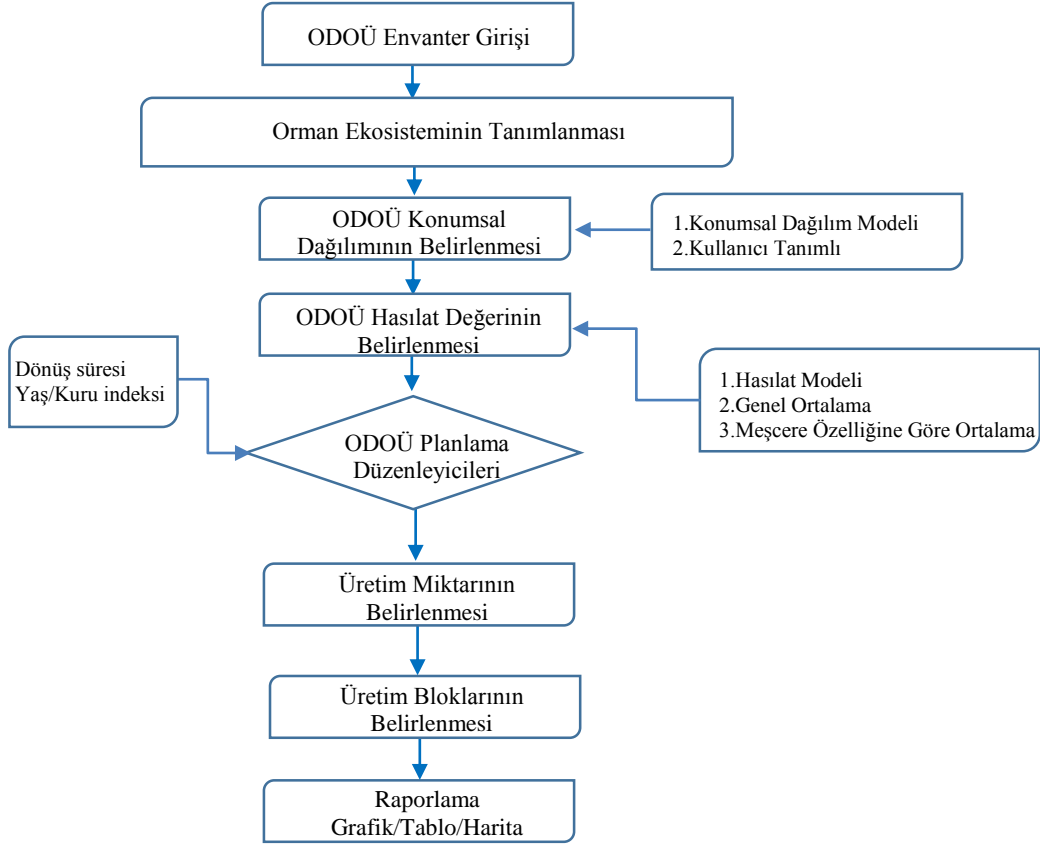 ODOÜ Envanter Girişi
Orman Ekosisteminin Tanımlanması
ODOÜ Konumsal
Dağılımının Belirlenmesi
1.Konumsal Dağılım Modeli
2.Kullanıcı Tanımlı
ODOÜ Hasılat Değerinin
Belirlenmesi
1.Hasılat Modeli
2.Genel Ortalama
3.Meşcere Özelliğine Göre Ortalama
Dönüş süresi
Yaş/Kuru indeksi
ODOÜ Planlama
Düzenleyicileri
Üretim Miktarının
Belirlenmesi
Üretim Bloklarının
Belirlenmesi
Raporlama
Grafik/Tablo/Harita